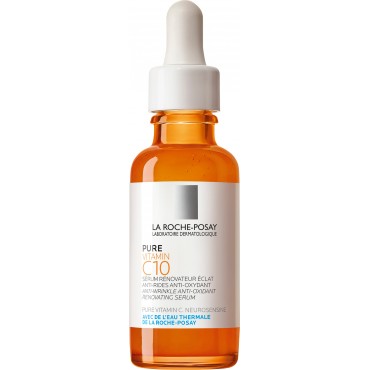 LA ROCHE-POSAY
LABORATOIRE DERMATOLOGIQUE
PURE
VITAMIN
C10
SÉRUM RÉNOVATEUR ÉCLAT
ANTI-RIDES ANTI-OXYDANT
ANTI-WRINKLE ANTI-OXIDANT
RENOVATING SERUM
PURE VITAMIN C. NEUROSENSINE
AVEC DE L'EAU THERMALE
DE LA ROCHE-POSAY